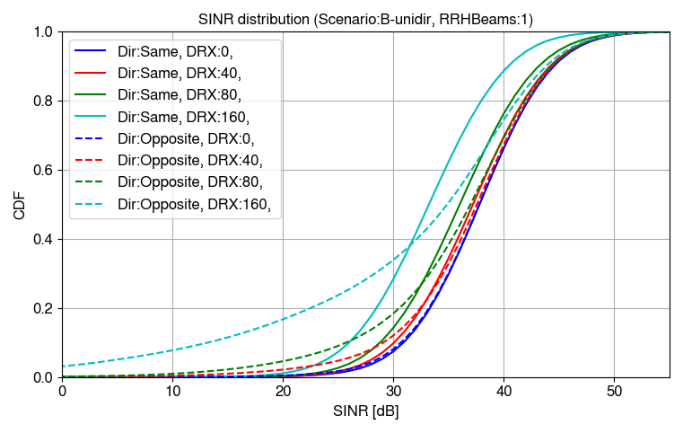 SINR distribution (Scenario:B-unidir, RRHBeams:1)
1.0
0.8
0.6
0.4
0.2
0.0
CDF
Dir:Same, DRX:0,
Dir:Same, DRX:40,
Dir:Same, DRX:80,
Dir:Same, DRX:160,
Dir:Opposite, DRX:0,
Dir:Opposite, DRX:40,
Dir:Opposite, DRX:80,
Dir:Opposite, DRX:160,
0 10 20 30 40 50
SINR [dB]